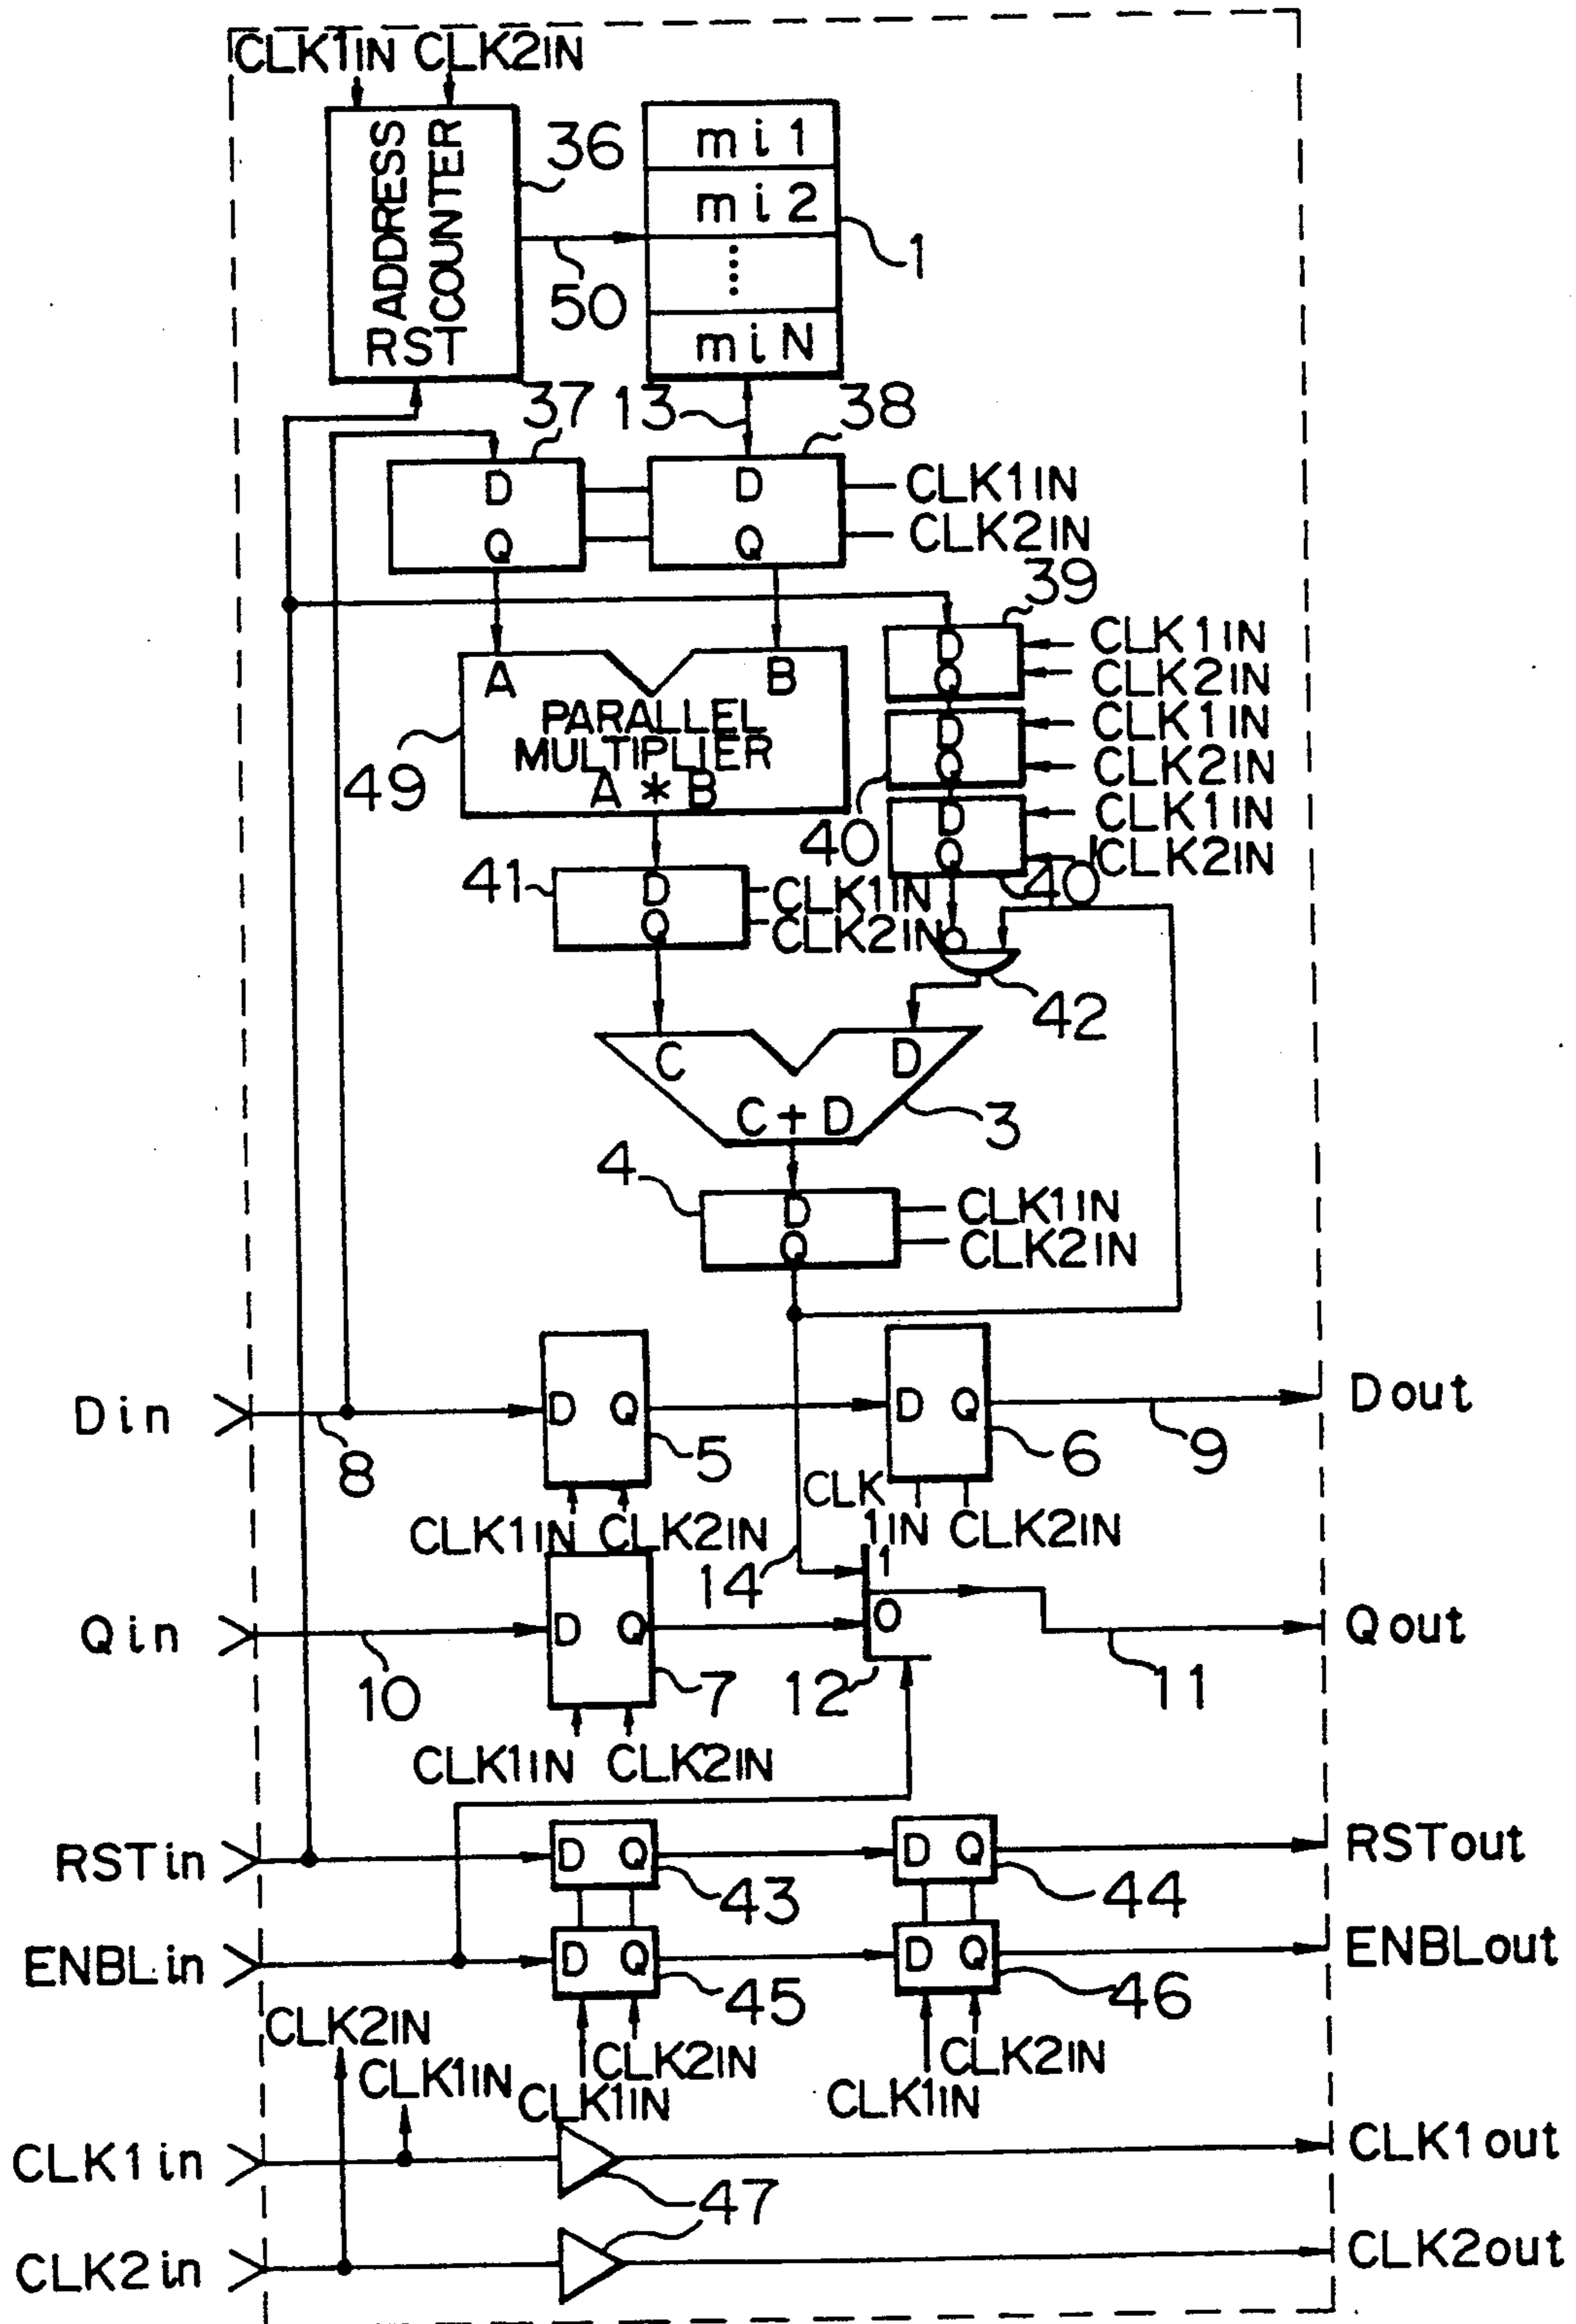 CLK1IN CLK2IN
ADDRESS
COUNTER
RST
36
mi1
mi2
miN
1
50
37
13
38
D
Q
D
Q
CLK1IN
CLK2IN
39
D
Q
CLK1IN
CLK2IN
A
B
PARALLEL
MULTIPLIER
A * B
49
D
Q
CLK1IN
CLK2IN
40
D
Q
CLK1IN
CLK2IN
40'
41
D
Q
CLK1IN
CLK2IN
42
C
D
C + D
3
4
D
Q
CLK1IN
CLK2IN
Din
8
D Q
5
D Q
6
9
Dout
CLK1IN CLK2IN
CLK
1IN CLK2IN
14
1
0
Qin
10
D Q
7
12
11
Qout
CLK1IN CLK2IN
RSTin
D Q
43
D Q
44
RSTout
ENBLin
D Q
45
D Q
46
ENBLout
CLK2IN
CLK1IN
CLK2IN
CLK1IN
CLK2IN
CLK1IN
CLK1in
47
CLK1out
CLK2in
CLK2out